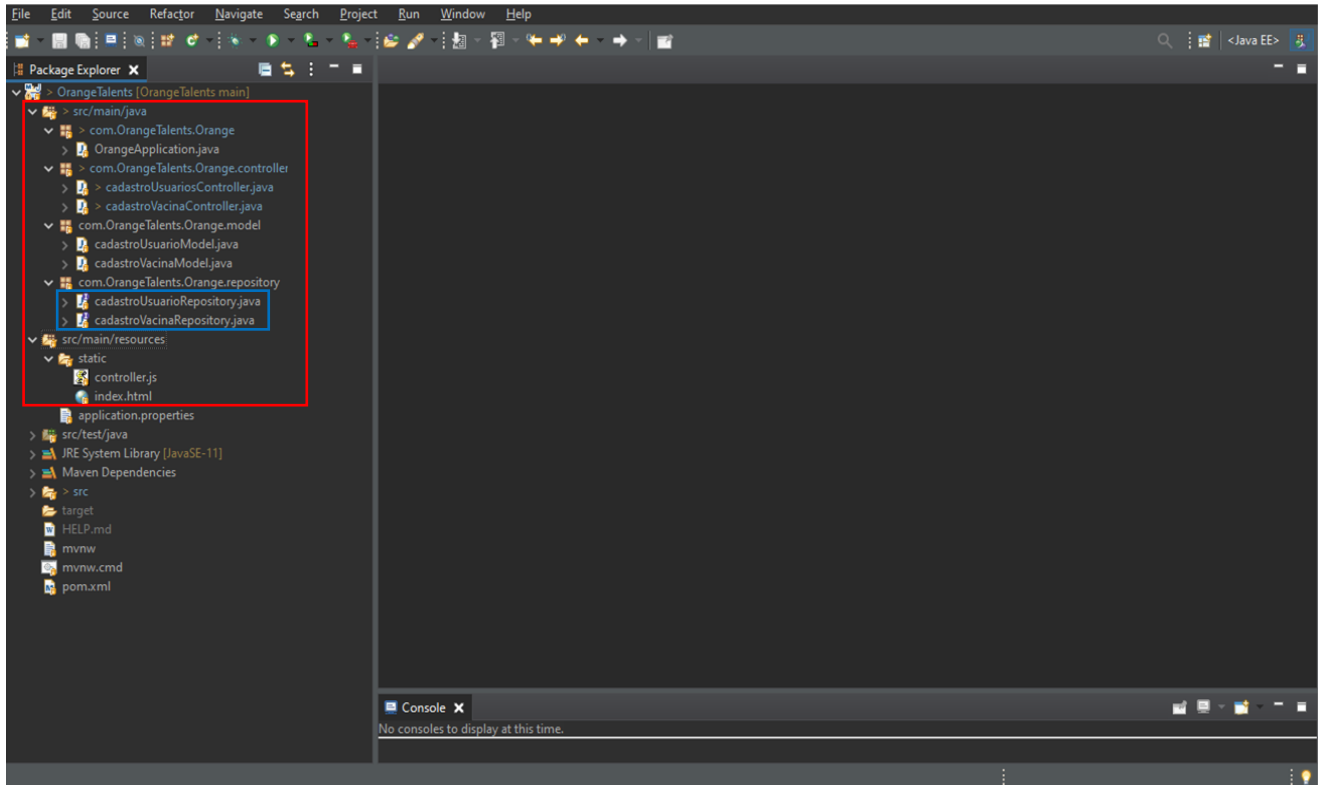 File Edit Source Refactor Navigate Search Project Run Window Help
<Java EE>
Package Explorer
> OrangeTalents [OrangeTalents main]
> src/main/java
> com.OrangeTalents.Orange
OrangeApplication.java
> com.OrangeTalents.Orange.controller
> cadastroUsuariosController.java
> cadastroVacinaController.java
com.OrangeTalents.Orange.model
cadastroUsuarioModel.java
cadastroVacinaModel.java
com.OrangeTalents.Orange.repository
cadastroUsuarioRepository.java
cadastroVacinaRepository.java
src/main/resources
static
controller.js
index.html
application.properties
src/test/java
JRE System Library [JavaSE-11]
Maven Dependencies
> src
target
HELP.md
mvnw
mvnw.cmd
pom.xml
Console
No consoles to display at this time.